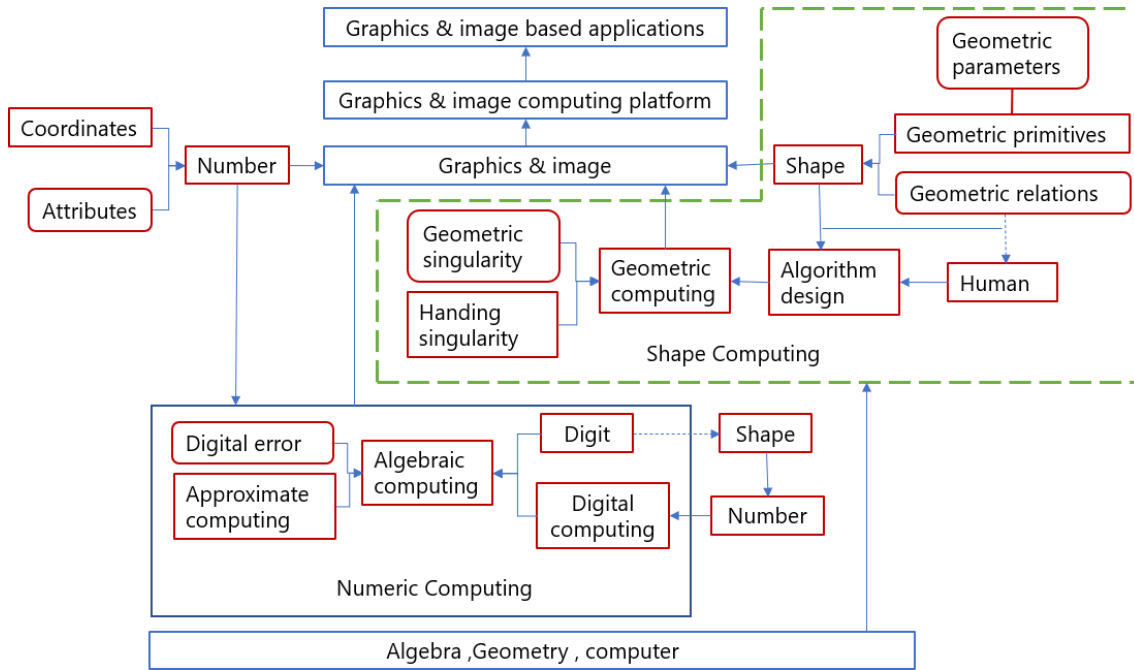 Graphics & image based applications
Geometric
parameters
Graphics & image computing platform
Coordinates
Geometric primitives
Number
Graphics & image
Shape
Attributes
Geometric relations
Geometric
singularity
Geometric
computing
Algorithm
design
Human
Handing
singularity
Shape Computing
Digital error
Algebraic
computing
Digit
Shape
Approximate
computing
Digital
computing
Number
Numeric Computing
Algebra ,Geometry , computer